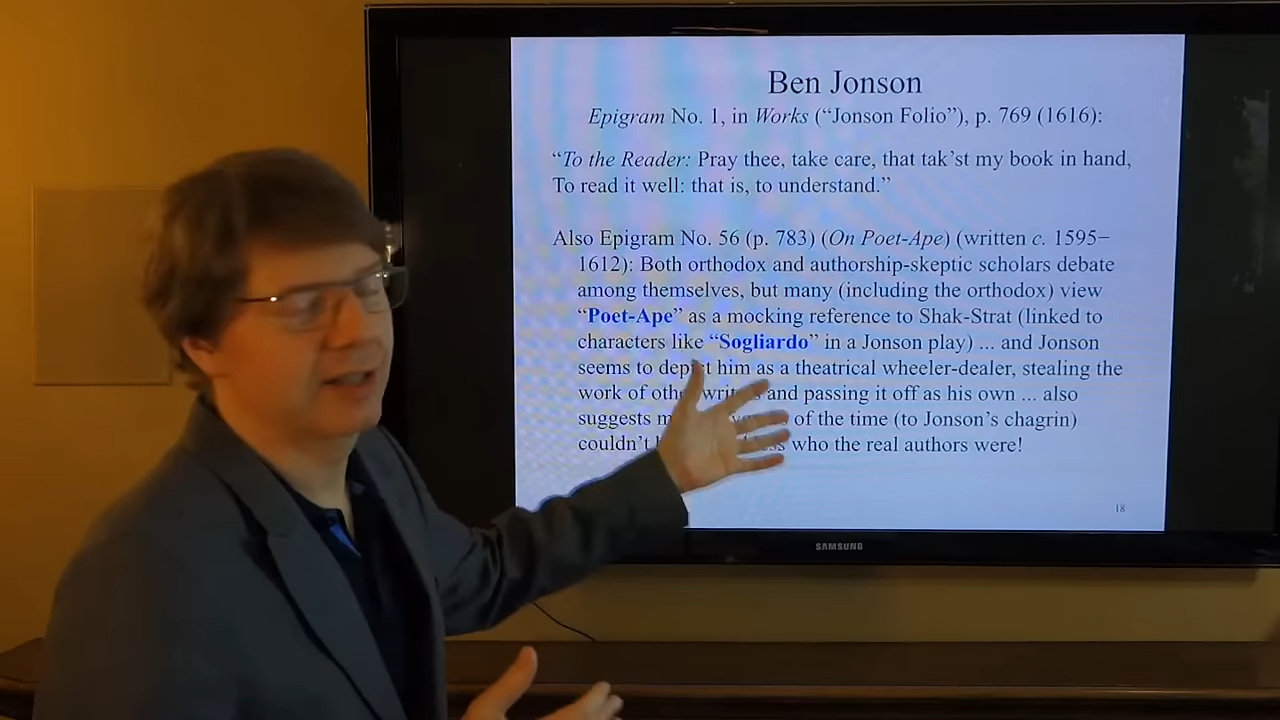 Ben Jonson
Epigram No. 1, in Works (“Jonson Folio”), p. 769 (1616):
“To the Reader: Pray thee, take care, that tak’st my book in hand,
To read it well: that is, to understand.”
Also Epigram No. 56 (p. 783) (On Poet-Ape) (written c. 1595–
1612): Both orthodox and authorship-skeptic scholars debate
among themselves, but many (including the orthodox) view
“Poet-Ape” as a mocking reference to Shak-Strat (linked to
characters like “Sogliardo” in a Jonson play) ... and Jonson
seems to depict him as a theatrical wheeler-dealer, stealing the
work of and passing it off as his own ... also
suggests of the time (to Jonson’s chagrin)
couldn’t who the real authors were!
18
SAMSUNG